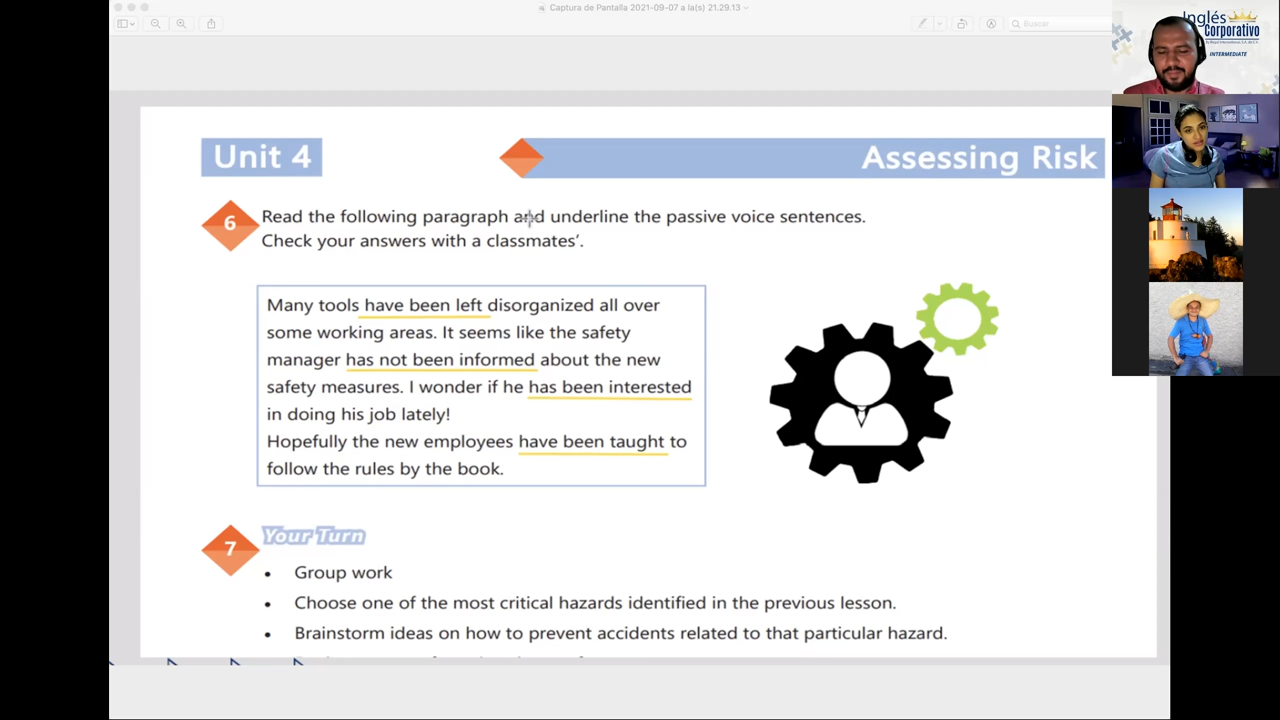 Captura de Pantalla 2021-09-07 a la(s) 21.29.13
Buscar
Inglés
Corporativo
INTERMEDIATE
Unit 4
Assessing Risk
6
Read the following paragraph and underline the passive voice sentences.
Check your answers with a classmates’.
Many tools have been left disorganized all over
some working areas. It seems like the safety
manager has not been informed about the new
safety measures. I wonder if he has been interested
in doing his job lately!
Hopefully the new employees have been taught to
follow the rules by the book.
7
Your Turn
• Group work
• Choose one of the most critical hazards identified in the previous lesson.
• Brainstorm ideas on how to prevent accidents related to that particular hazard.